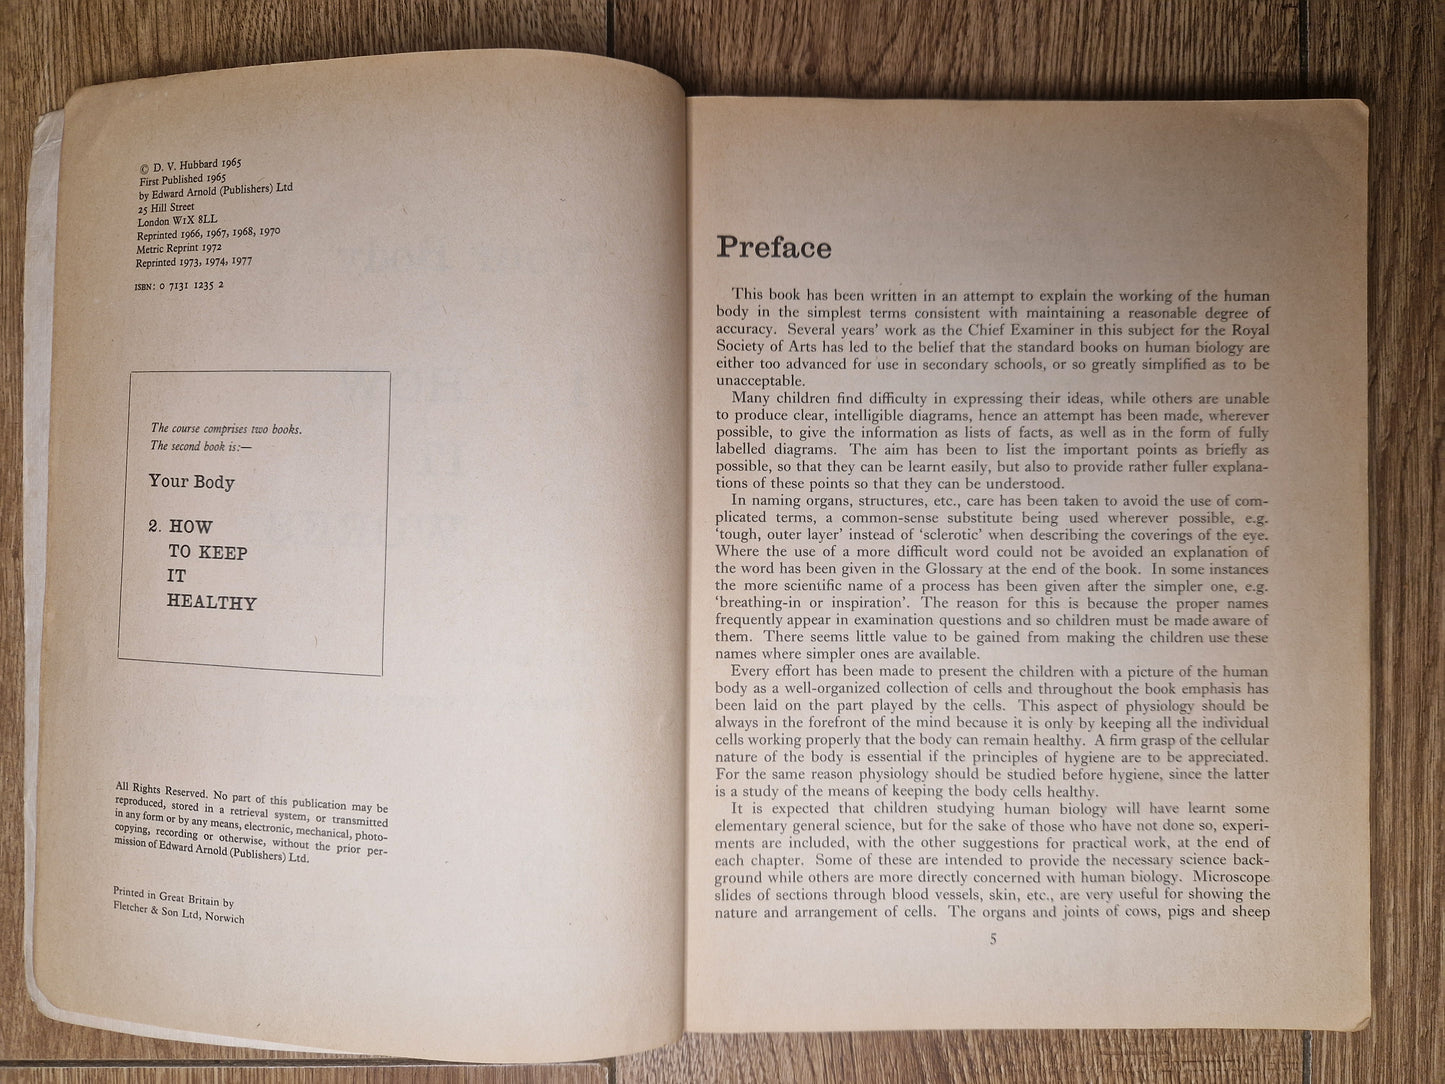 © D. V. Hubbard 1965
First Published 1965
by Edward Arnold (Publishers) Ltd
25 Hill Street
London W1X 8LL
Reprinted 1966, 1967, 1968, 1970
Metric Reprint 1972
Reprinted 1973, 1974, 1977
ISBN: 0 7131 1235 2
The course comprises two books.
The second book is:—
Your Body
2. HOW
TO KEEP
IT
HEALTHY
All Rights Reserved. No part of this publication may be
reproduced, stored in a retrieval system, or transmitted
in any form or by any means, electronic, mechanical, photo-
copying, recording or otherwise, without the prior per-
mission of Edward Arnold (Publishers) Ltd.
Printed in Great Britain by
Fletcher & Son Ltd, Norwich
Preface
This book has been written in an attempt to explain the working of the human
body in the simplest terms consistent with maintaining a reasonable degree of
accuracy. Several years' work as the Chief Examiner in this subject for the Royal
Society of Arts has led to the belief that the standard books on human biology are
either too advanced for use in secondary schools, or so greatly simplified as to be
unacceptable.
Many children find difficulty in expressing their ideas, while others are unable
to produce clear, intelligible diagrams, hence an attempt has been made, wherever
possible, to give the information as lists of facts, as well as in the form of fully
labelled diagrams. The aim has been to list the important points as briefly as
possible, so that they can be learnt easily, but also to provide rather fuller explana-
tions of these points so that they can be understood.
In naming organs, structures, etc., care has been taken to avoid the use of com-
plicated terms, a common-sense substitute being used wherever possible, e.g.
'tough, outer layer' instead of 'sclerotic' when describing the coverings of the eye.
Where the use of a more difficult word could not be avoided an explanation of
the word has been given in the Glossary at the end of the book. In some instances
the more scientific name of a process has been given after the simpler one, e.g.
'breathing-in or inspiration'. The reason for this is because the proper names
frequently appear in examination questions and so children must be made aware of
them. There seems little value to be gained from making the children use these
names where simpler ones are available.
Every effort has been made to present the children with a picture of the human
body as a well-organized collection of cells and throughout the book emphasis has
been laid on the part played by the cells. This aspect of physiology should be
always in the forefront of the mind because it is only by keeping all the individual
cells working properly that the body can remain healthy. A firm grasp of the cellular
nature of the body is essential if the principles of hygiene are to be appreciated.
For the same reason physiology should be studied before hygiene, since the latter
is a study of the means of keeping the body cells healthy.
It is expected that children studying human biology will have learnt some
elementary general science, but for the sake of those who have not done so, experi-
ments are included, with the other suggestions for practical work, at the end of
each chapter. Some of these are intended to provide the necessary science back-
ground while others are more directly concerned with human biology. Microscope
slides of sections through blood vessels, skin, etc., are very useful for showing the
nature and arrangement of cells. The organs and joints of cows, pigs and sheep
5